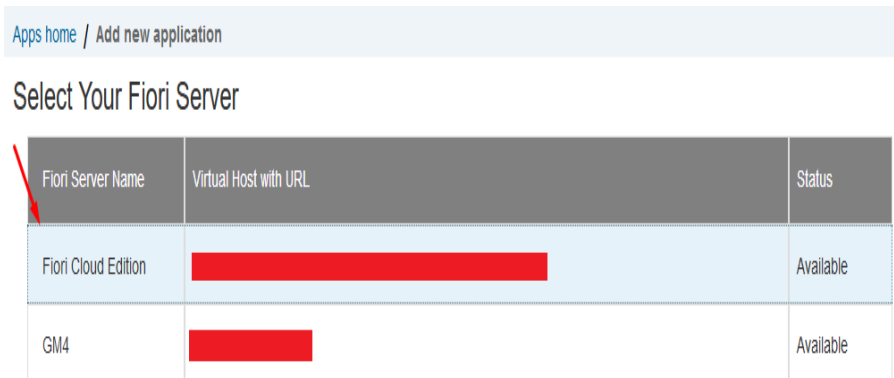 Apps home / Add new application
Select Your Fiori Server
Fiori Server Name Virtual Host with URL Status
Fiori Cloud Edition Available
GM4 Available